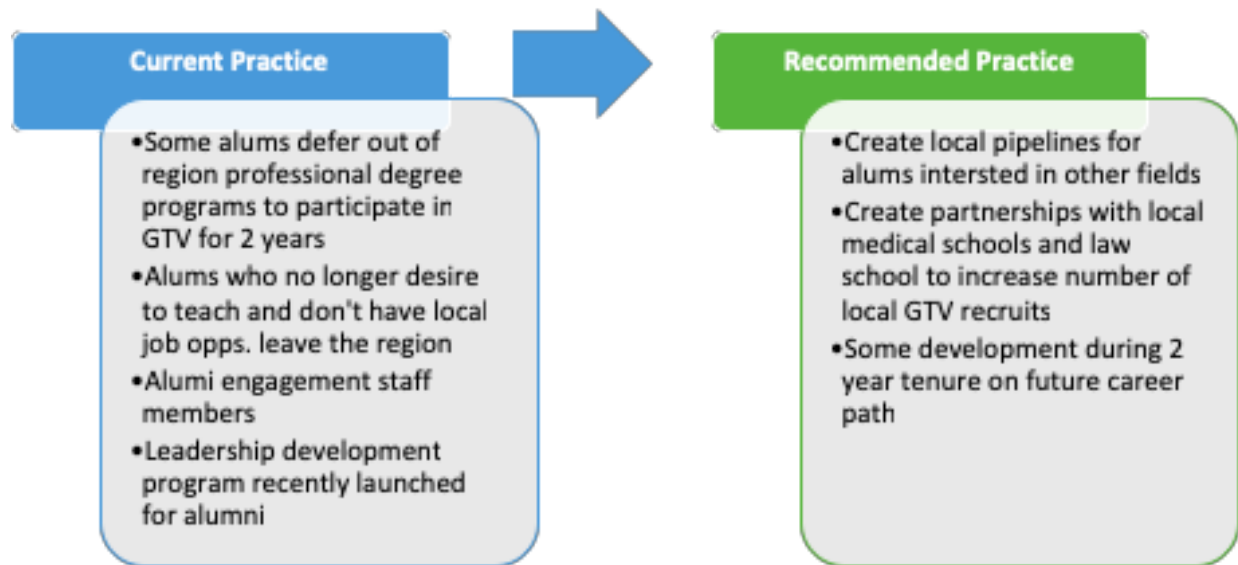 Current Practice
•Some alums defer out of
region professional degree
programs to participate in
GTV for 2 years
•Alums who no longer desire
to teach and don't have local
job opps. leave the region
•Alumi engagement staff
members
•Leadership development
program recently launched
for alumni
Recommended Practice
•Create local pipelines for
alums intersted in other fields
•Create partnerships with local
medical schools and law
school to increase number of
local GTV recruits
•Some development during 2
year tenure on future career
path